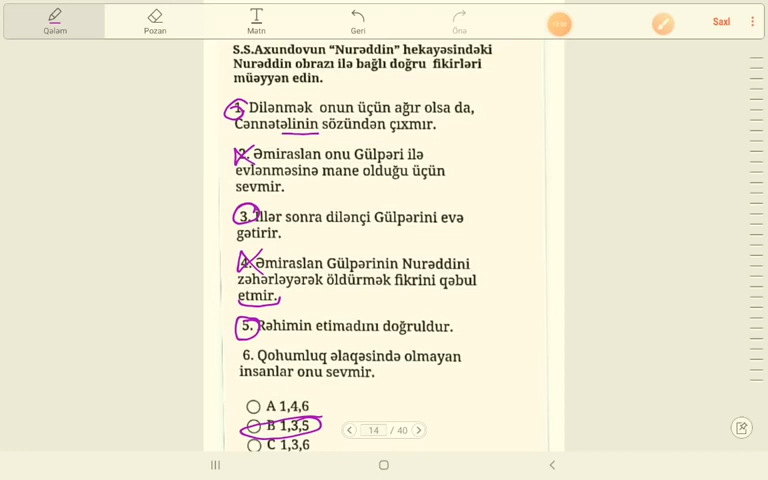 Qələm
Pozan
Mətn
Geri
Önə
Saxl
S.S.Axundovun “Nurəddin” hekayəsindəki
Nurəddin obrazı ilə bağlı doğru fikirləri
müəyyən edin.
1. Dilənmək onun üçün ağır olsa da,
Cənnətəlinin sözündən çıxmır.
2. Əmiraslan onu Gülpəri ilə
evlənməsinə mane olduğu üçün
sevmir.
3. İllər sonra dilənçi Gülpərini evə
gətirir.
4. Əmiraslan Gülpərinin Nurəddini
zəhərləyərək öldürmək fikrini qəbul
etmir.
5. Rəhimin etimadını doğruldur.
6. Qohumluq əlaqəsində olmayan
insanlar onu sevmir.
A 1,4,6
B 1,3,5
C 1,3,6
14 / 40